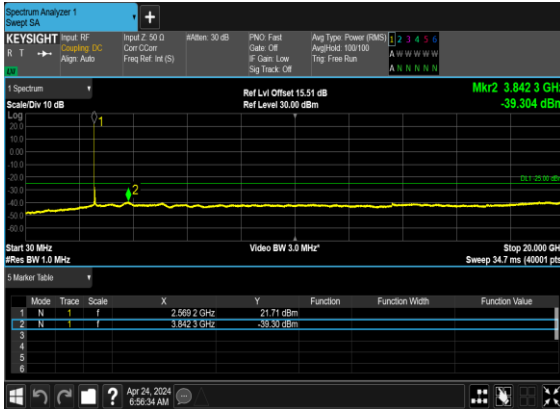 Spectrum Analyzer 1
Swept SA
+
KEYSIGHT Input: RF Input Z: 50 Ω #Atten: 30 dB PNO: Fast Avg Type: Power (RMS) 1 2 3 4 5 6
R T Coupling: DC Corr CCorr Gate: Off Avg|Hold: 100/100 A W W W W W
Align: Auto Freq Ref: Int (S) IF Gain: Low Trig: Free Run
Sig Track: Off A N N N N N
1 Spectrum Ref Lvl Offset 15.51 dB Mkr2 3.842 3 GHz
Scale/Div 10 dB Ref Level 30.00 dBm -39.304 dBm
Log
20.0
10.0
0.00
-10.0
-20.0
-30.0
-40.0
-50.0
-60.0
1
2
DL1 -25.00 dBm
Start 30 MHz Video BW 3.0 MHz* Stop 20.000 GH
#Res BW 1.0 MHz Sweep 34.7 ms (40001 pts
5 Marker Table
Mode Trace Scale X Y Function Function Width Function Value
1 N 1 f 2.569 2 GHz 21.71 dBm
2 N 1 f 3.842 3 GHz -39.30 dBm
3
4
5
6
? Apr 24, 2024
6:56:34 AM